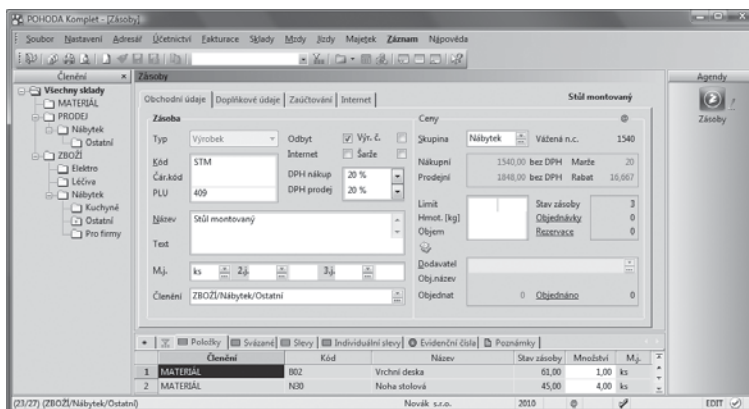 POHODA Komplet - [Zásoby]
Soubor Nastavení Adresář Účetnictví Fakturace Sklady Mzdy Jízdy Majetek Záznam Nápověda
Členění × Zásoby Agendy
Všechny sklady
MATERIÁL
PRODEJ
Nábytek
Ostatní
ZBOŽÍ
Elektro
Léčiva
Nábytek
Kuchyně
Ostatní
Pro firmy
Obchodní údaje Doplňkové údaje Zaúčtování Internet Stůl montovaný
Zásoba
Typ Výrobek Odbyt Výr. č.
Internet Šarže
Kód STM DPH nákup 20 %
Čár.kód DPH prodej 20 %
PLU 409
Název Stůl montovaný
Text
M.j. ks 2.j. 3.j.
Členění ZBOŽÍ/Nábytek/Ostatní
Ceny @
Skupina Nábytek Vážená n.c. 1540
Nákupní 1540,00 bez DPH Marže 20
Prodejní 1848,00 bez DPH Rabat 16,667
Limit Stav zásoby 3
Hmot. [kg] Objednávky 0
Objem Rezervace 0
Dodavatel
Obj.název
Objednat 0 Objednáno 0
Zásoby
Položky Svázané Slevy Individuální slevy Evidenční čísla Poznámky
Členění Kód Název Stav zásoby Množství M.j.
1 MATERIÁL B02 Vrchní deska 61,00 1,00 ks
2 MATERIÁL N30 Noha stolová 45,00 4,00 ks
(23/27) (ZBOŽÍ/Nábytek/Ostatní) Novák s.r.o. 2010 @ EDIT